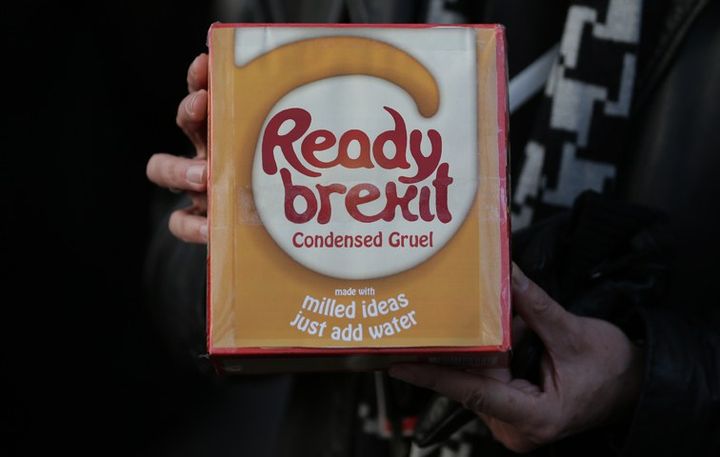 Ready
brexit
Condensed Gruel
made with
milled ideas
just add water